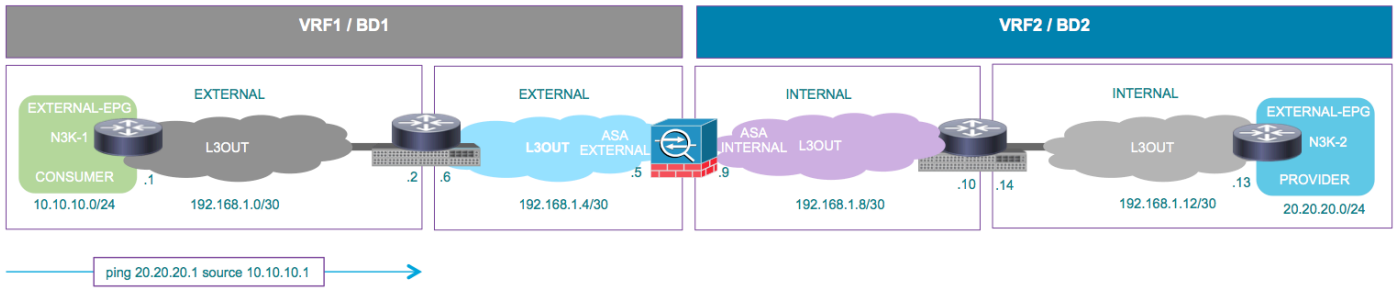 VRF1 / BD1
VRF2 / BD2
EXTERNAL
EXTERNAL
INTERNAL
INTERNAL
EXTERNAL-EPG
N3K-1
CONSUMER
L3OUT
.1
.2
.6
L3OUT
ASA
EXTERNAL
.5
.9
ASA
INTERNAL
L3OUT
.10
.14
L3OUT
.13
EXTERNAL-EPG
N3K-2
PROVIDER
10.10.10.0/24
192.168.1.0/30
192.168.1.4/30
192.168.1.8/30
192.168.1.12/30
20.20.20.0/24
ping 20.20.20.1 source 10.10.10.1